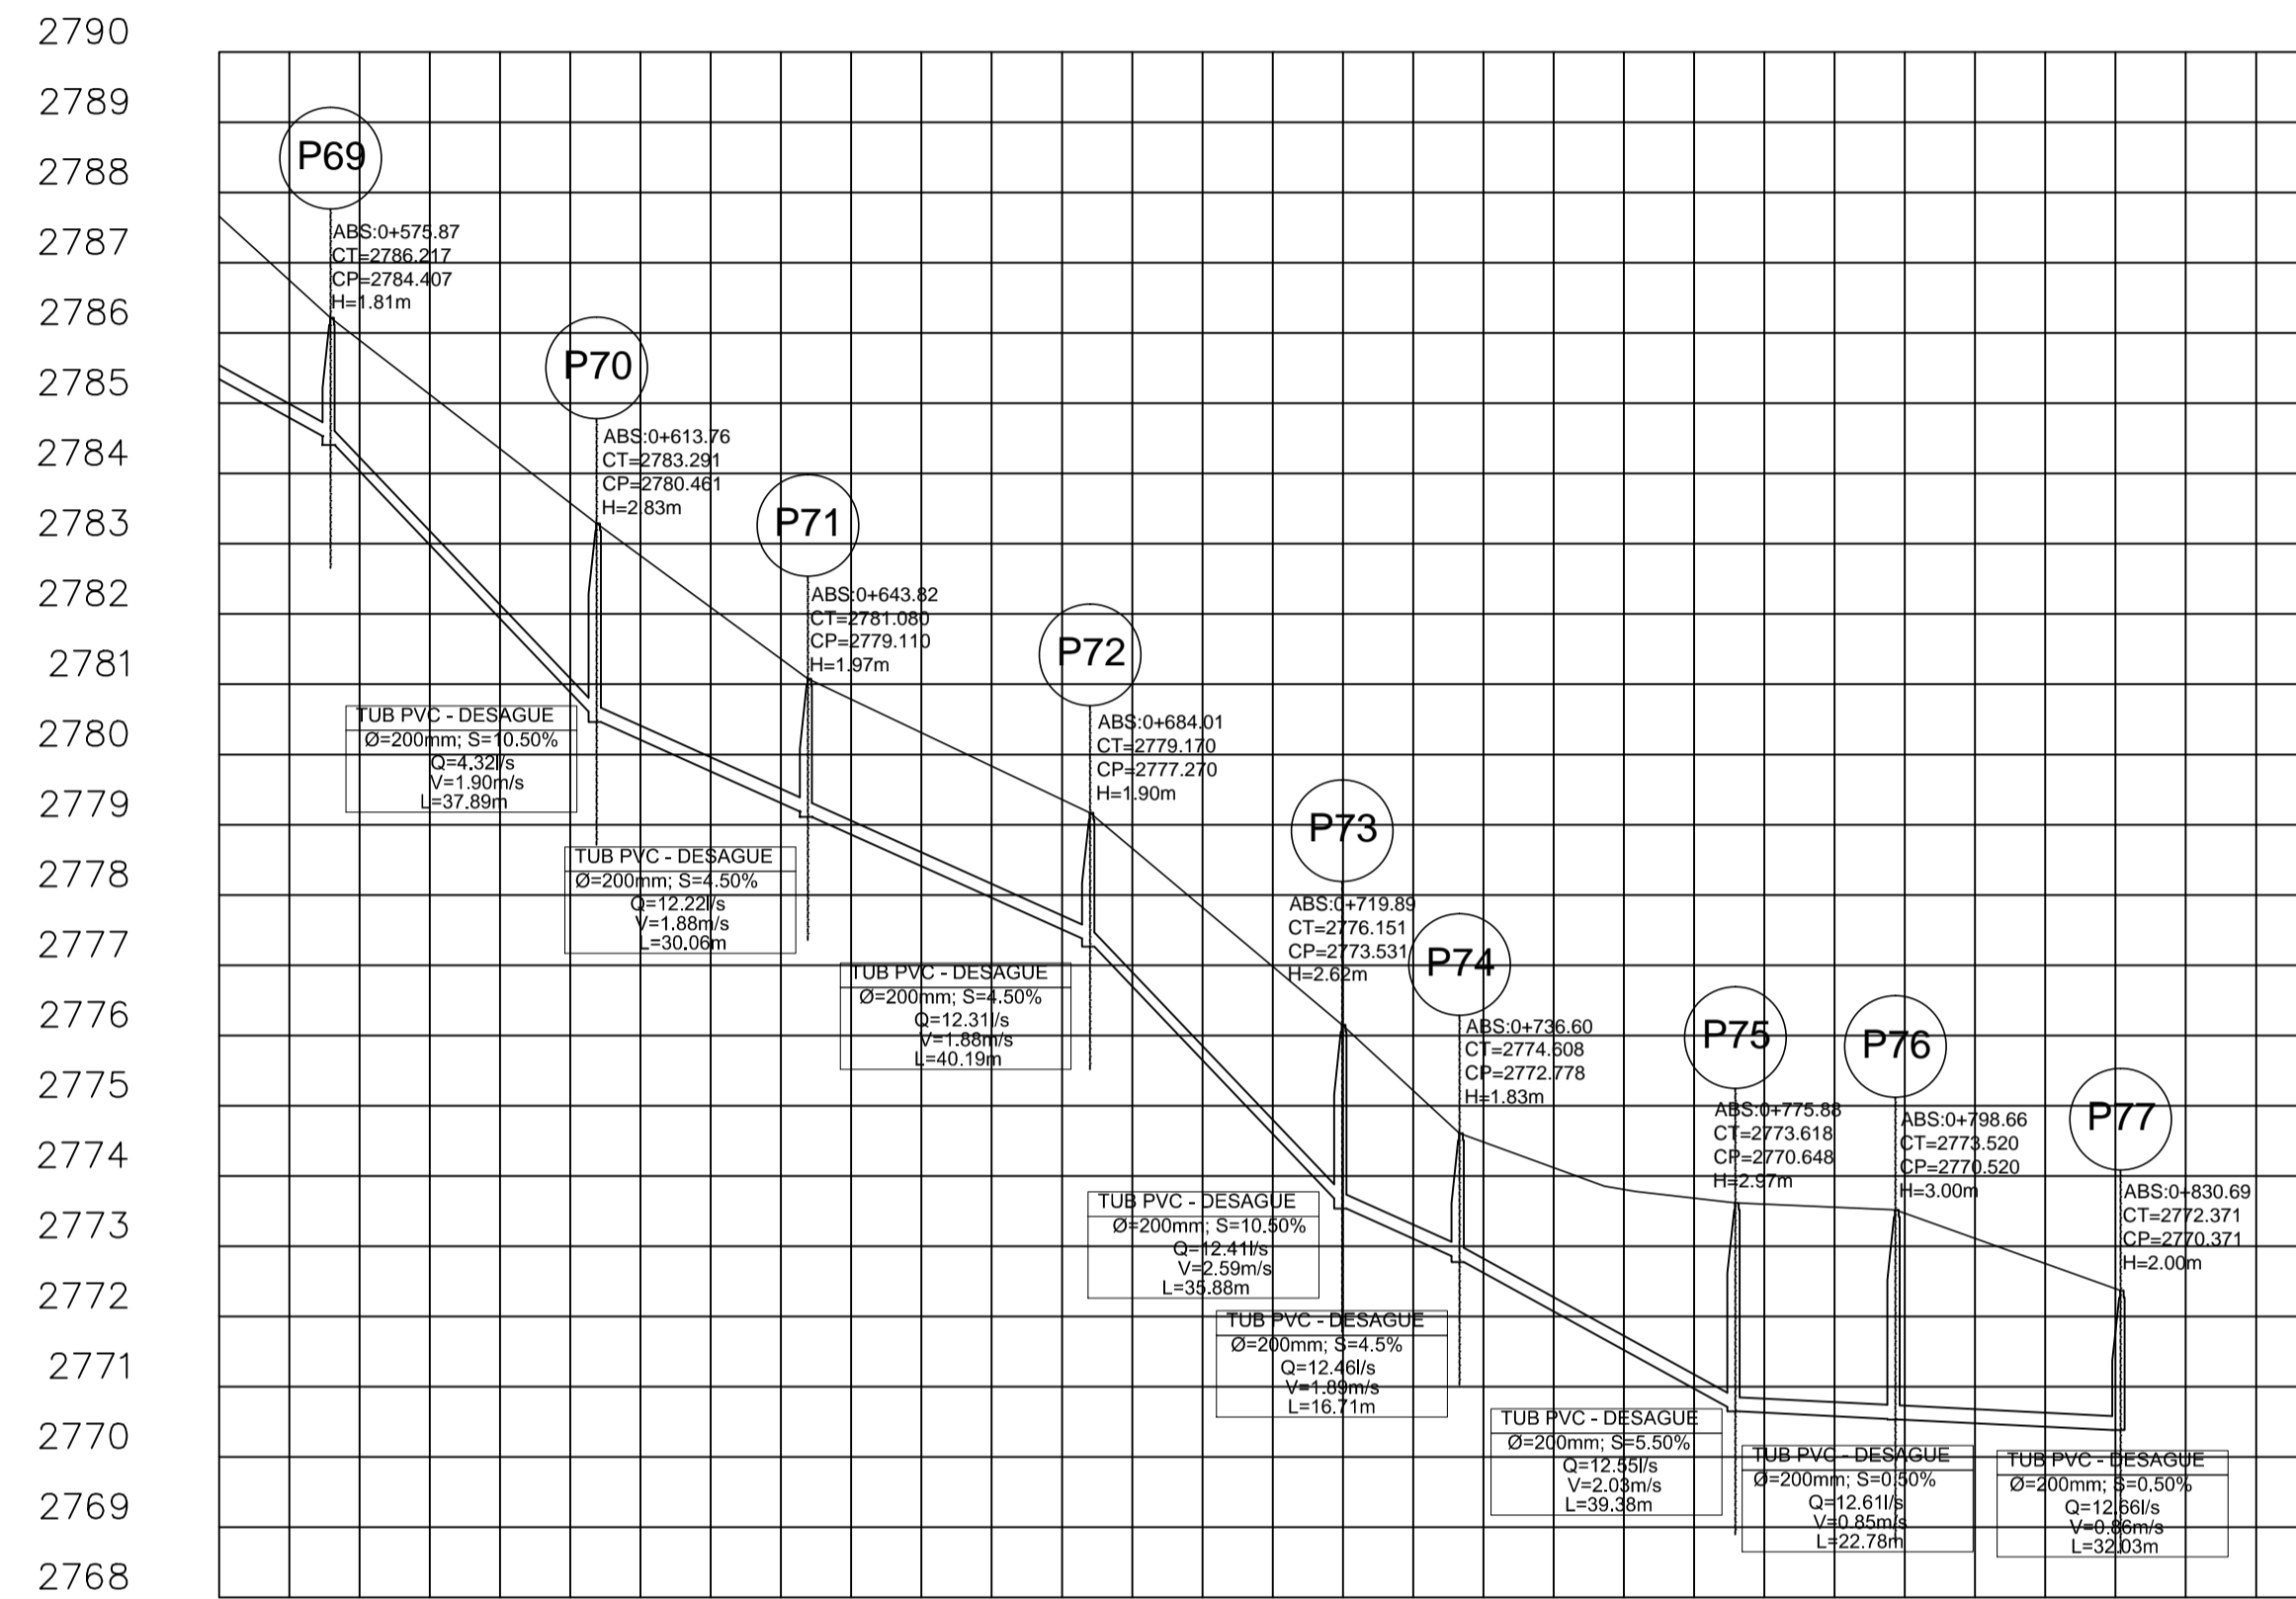 2790
2789
2788
2787
2786
2785
2784
2783
2782
2781
2780
2779
2778
2777
2776
2775
2774
2773
2772
2771
2770
2769
2768
P69
ABS:0+575.87
CT=2786.217
CP=2784.407
H=1.81m
P70
ABS:0+613.76
CT=2783.291
CP=2780.461
H=2.83m
P71
ABS:0+643.82
CT=2781.080
CP=2779.110
H=1.97m
P72
ABS:0+684.01
CT=2779.170
CP=2777.270
H=1.90m
P73
ABS:0+719.89
CT=2776.151
CP=2773.531
H=2.62m
P74
ABS:0+736.60
CT=2774.608
CP=2772.778
H=1.83m
P75
ABS:0+775.88
CT=2773.618
CP=2770.648
H=2.97m
P76
ABS:0+798.66
CT=2773.520
CP=2770.520
H=3.00m
P77
ABS:0+830.69
CT=2772.371
CP=2770.371
H=2.00m
TUB PVC - DESAGUE
Ø=200mm; S=10.50%
Q=4.32l/s
V=1.90m/s
L=37.89m
TUB PVC - DESAGUE
Ø=200mm; S=4.50%
Q=12.22l/s
V=1.88m/s
L=30.06m
TUB PVC - DESAGUE
Ø=200mm; S=4.50%
Q=12.31l/s
V=1.88m/s
L=40.19m
TUB PVC - DESAGUE
Ø=200mm; S=10.50%
Q=12.41l/s
V=2.59m/s
L=35.88m
TUB PVC - DESAGUE
Ø=200mm; S=4.5%
Q=12.46l/s
V=1.89m/s
L=16.71m
TUB PVC - DESAGUE
Ø=200mm; S=5.50%
Q=12.55l/s
V=2.03m/s
L=39.38m
TUB PVC - DESAGUE
Ø=200mm; S=0.50%
Q=12.61l/s
V=0.85m/s
L=22.78m
TUB PVC - DESAGUE
Ø=200mm; S=0.50%
Q=12.66l/s
V=0.86m/s
L=32.03m